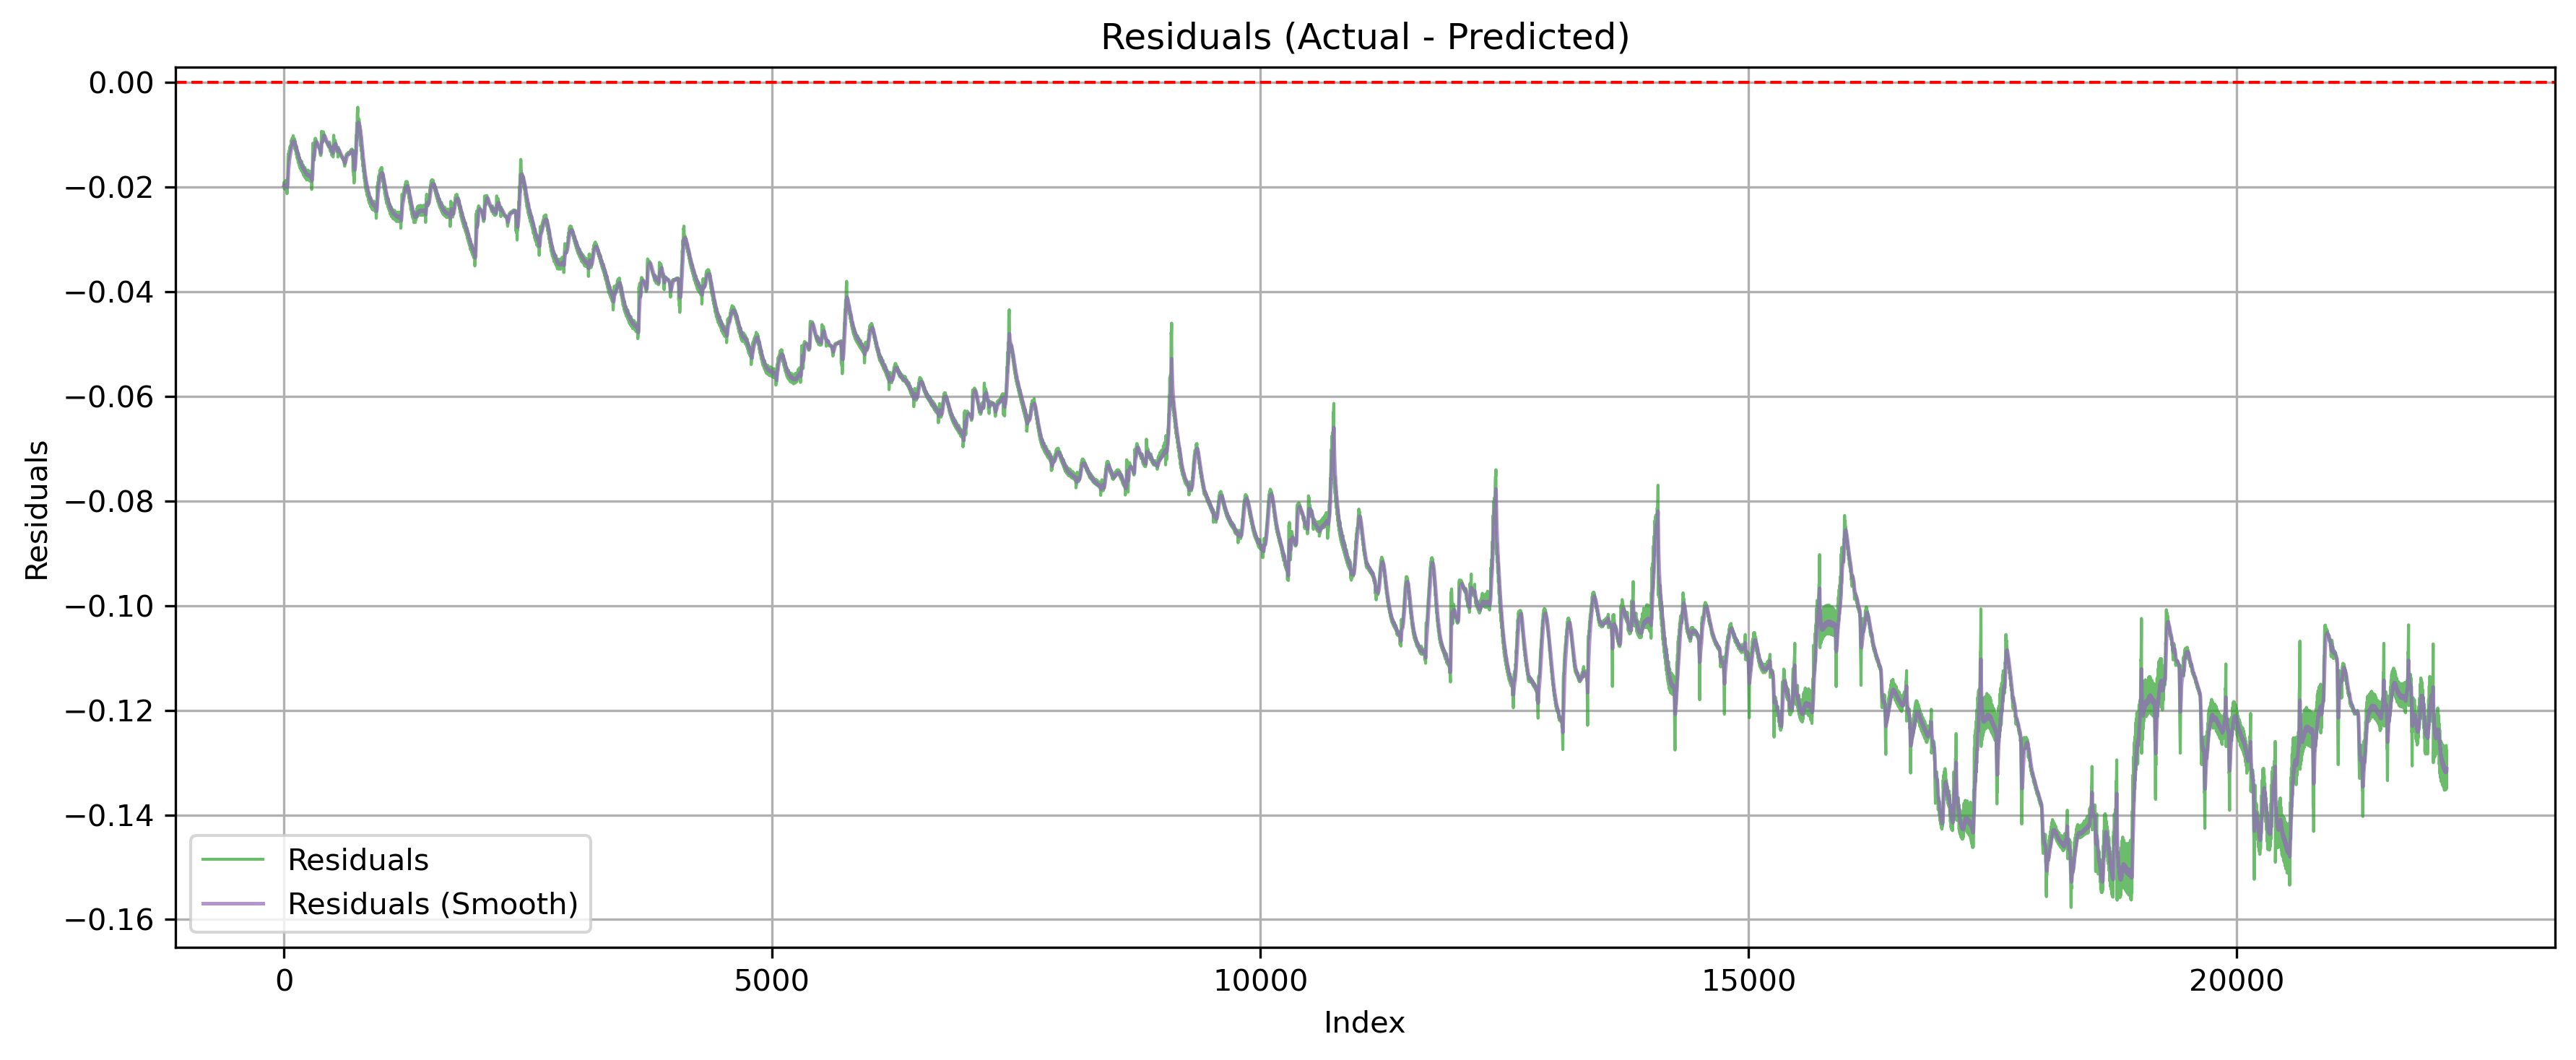 Residuals (Actual - Predicted)
0.00
−0.02
−0.04
−0.06
−0.08
−0.10
−0.12
−0.14
−0.16
Residuals
Residuals
Residuals (Smooth)
0
5000
10000
15000
20000
Index